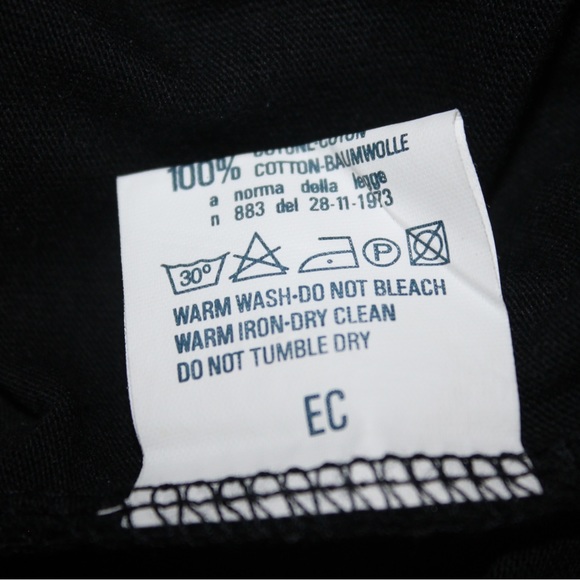 COTONE-COTON
100% COTTON-BAUMWOLLE
a norma della legge
n 883 del 28-11-1973
30° P
WARM WASH-DO NOT BLEACH
WARM IRON-DRY CLEAN
DO NOT TUMBLE DRY
EC